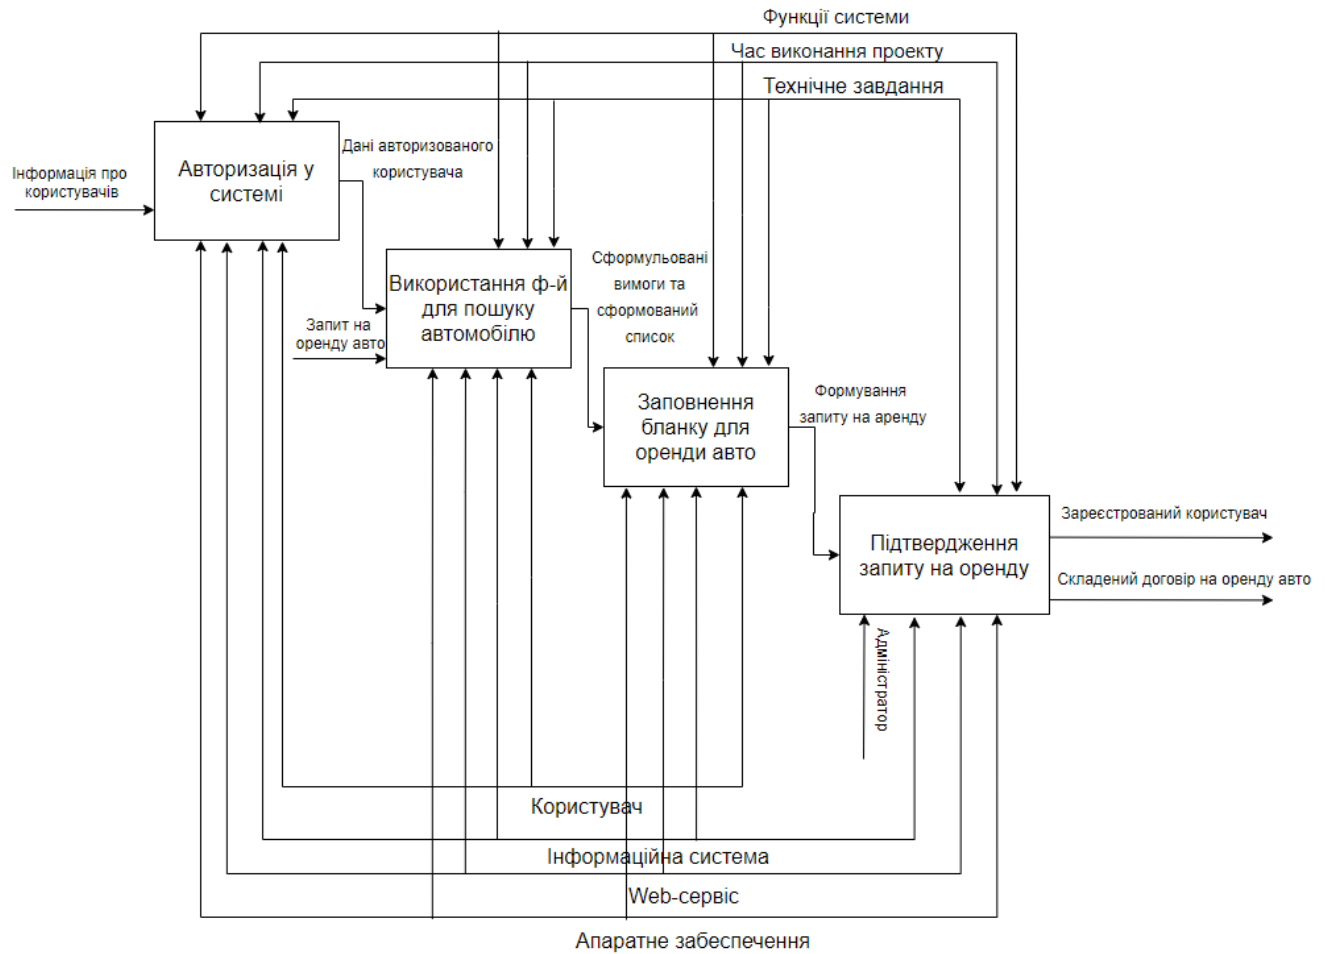 Функції системи
Час виконання проекту
Технічне завдання
Авторизація у
системі
Дані авторизованого
користувача
Інформація про
користувачів
Використання ф-й
для пошуку
автомобілю
Запит на
оренду авто
Сформульовані
вимоги та
сформований
список
Заповнення
бланку для
оренди авто
Формування
запиту на аренду
Підтвердження
запиту на оренду
Зареєстрований користувач
Складений договір на оренду авто
Адміністратор
Користувач
Інформаційна система
Web-сервіс
Апаратне забеспечення